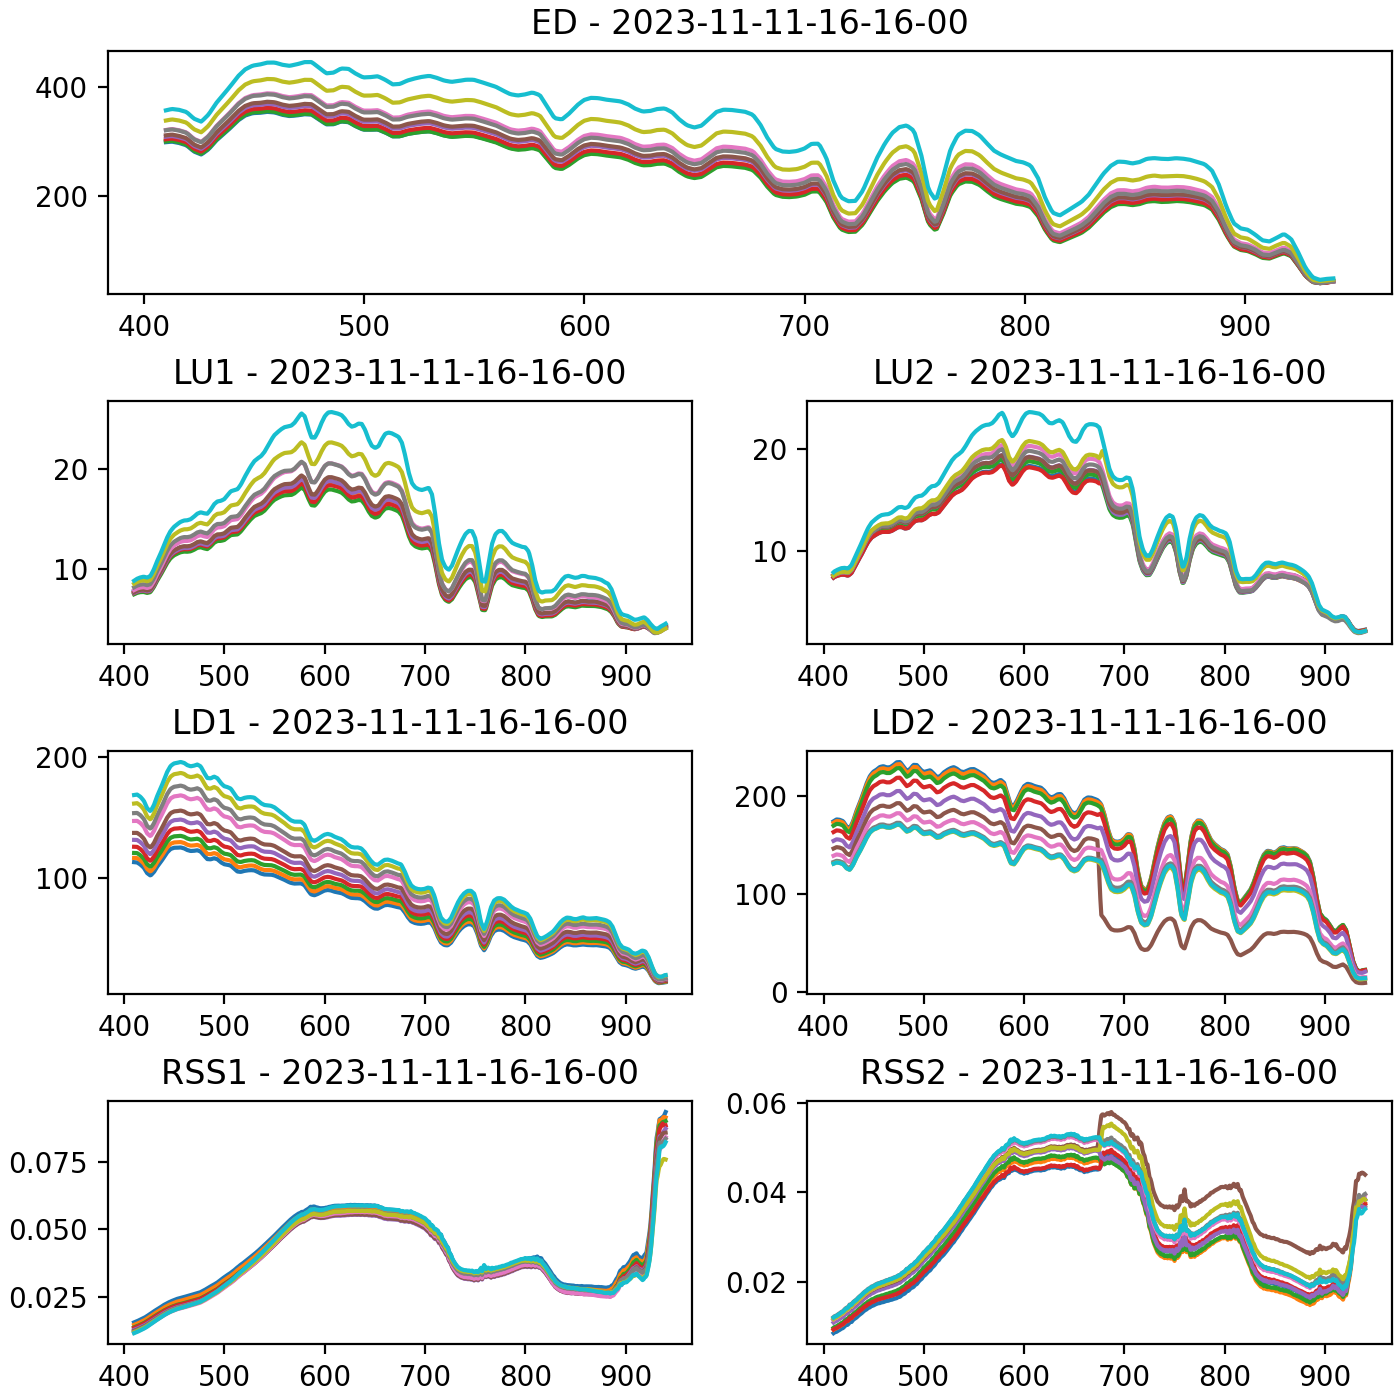 ED - 2023-11-11-16-16-00
400
200
400 500 600 700 800 900
LU1 - 2023-11-11-16-16-00
20
10
400 500 600 700 800 900
LU2 - 2023-11-11-16-16-00
20
10
400 500 600 700 800 900
LD1 - 2023-11-11-16-16-00
200
100
400 500 600 700 800 900
LD2 - 2023-11-11-16-16-00
200
100
0
400 500 600 700 800 900
RSS1 - 2023-11-11-16-16-00
0.075
0.050
0.025
400 500 600 700 800 900
RSS2 - 2023-11-11-16-16-00
0.06
0.04
0.02
400 500 600 700 800 900